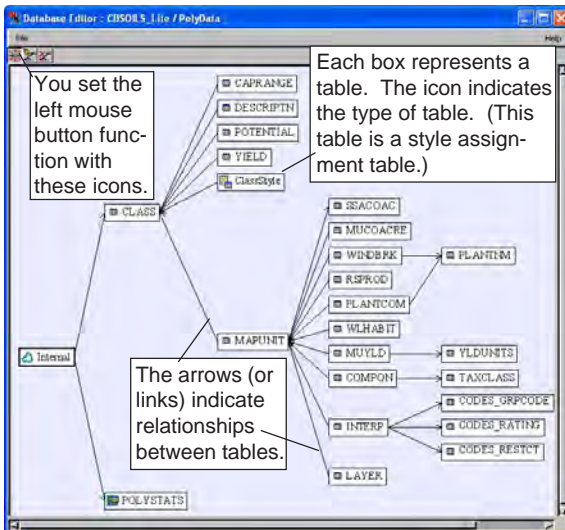 Database Editor : CBSOILS_Lite / PolyData
File
Help
You set the
left mouse
button func-
tion with
these icons.
Each box represents a
table. The icon indicates
the type of table. (This
table is a style assign-
ment table.)
CAPRANGE
DESCRIPTN
POTENTIAL
YIELD
ClassStyle
CLASS
SSACOAC
MUCOACRE
WINDBRK
PLANTNM
RSPROD
PLANTCOM
WLHABIT
MAPUNIT
MUYLD
YLDUNITS
Internal
COMPON
TAXCLASS
The arrows (or
links) indicate
relationships
between tables.
CODES_GRPCODE
INTERP
CODES_RATING
CODES_RESTCT
LAYER
POLYSTATS